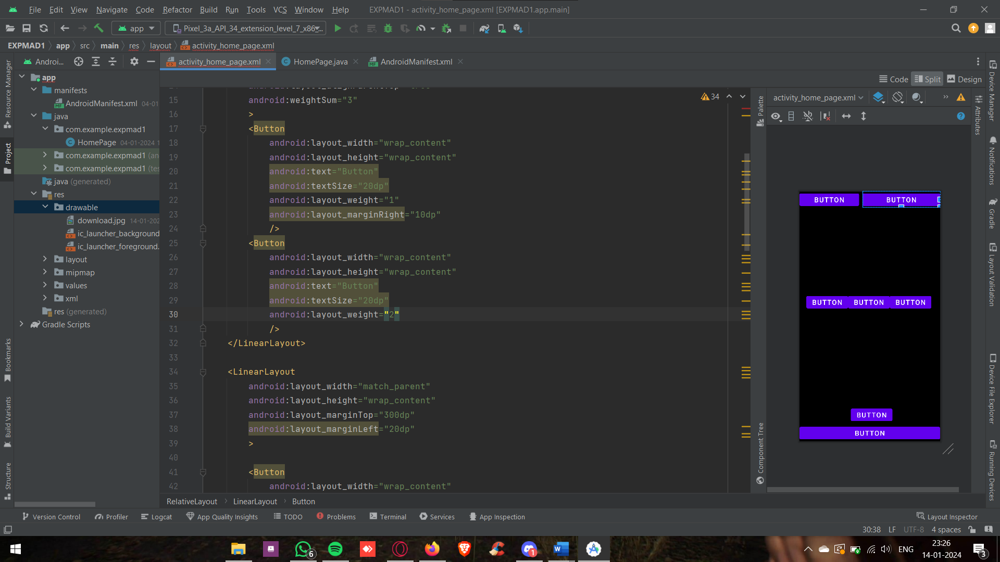 File Edit View Navigate Code Refactor Build Run Tools VCS Window Help EXPMAD1 - activity_home_page.xml [EXPMAD1.app.main]
app Pixel_3a_API_34_extension_level_7_x86
EXPMAD1 app src main res layout activity_home_page.xml
Androi... activity_home_page.xml HomePage.java AndroidManifest.xml
Code Split Design
Resource Manager
Project
Bookmarks
Build Variants
Structure
app
manifests
AndroidManifest.xml 04-01
java
com.example.expmad1
HomePage 04-01-2024 1
com.example.expmad1 (an
com.example.expmad1 (tes
java (generated)
res
drawable
download.jpg 14-01-202
ic_launcher_background
ic_launcher_foreground.
layout
mipmap
values
xml
res (generated)
Gradle Scripts
34
15 android:weightSum="3"
16 >
17 <Button
18 android:layout_width="wrap_content"
19 android:layout_height="wrap_content"
20 android:text="Button"
21 android:textSize="20dp"
22 android:layout_weight="1"
23 android:layout_marginRight="10dp"
24 />
25 <Button
26 android:layout_width="wrap_content"
27 android:layout_height="wrap_content"
28 android:text="Button"
29 android:textSize="20dp"
30 android:layout_weight="2"
31 />
32 </LinearLayout>
33
34 <LinearLayout
35 android:layout_width="match_parent"
36 android:layout_height="wrap_content"
37 android:layout_marginTop="300dp"
38 android:layout_marginLeft="20dp"
39 >
40
41 <Button
42 android:layout_width="wrap_content"
Palette
Component Tree
activity_home_page.xml
BUTTON BUTTON
BUTTON BUTTON BUTTON
BUTTON
BUTTON
Attributes
Device Manager
Notifications
Gradle
Layout Validation
Device File Explorer
Running Devices
RelativeLayout LinearLayout Button
Version Control Profiler Logcat App Quality Insights TODO Problems Terminal Services App Inspection Layout Inspector
30:38 LF UTF-8 4 spaces
6 1 ENG 23:26
14-01-2024 3